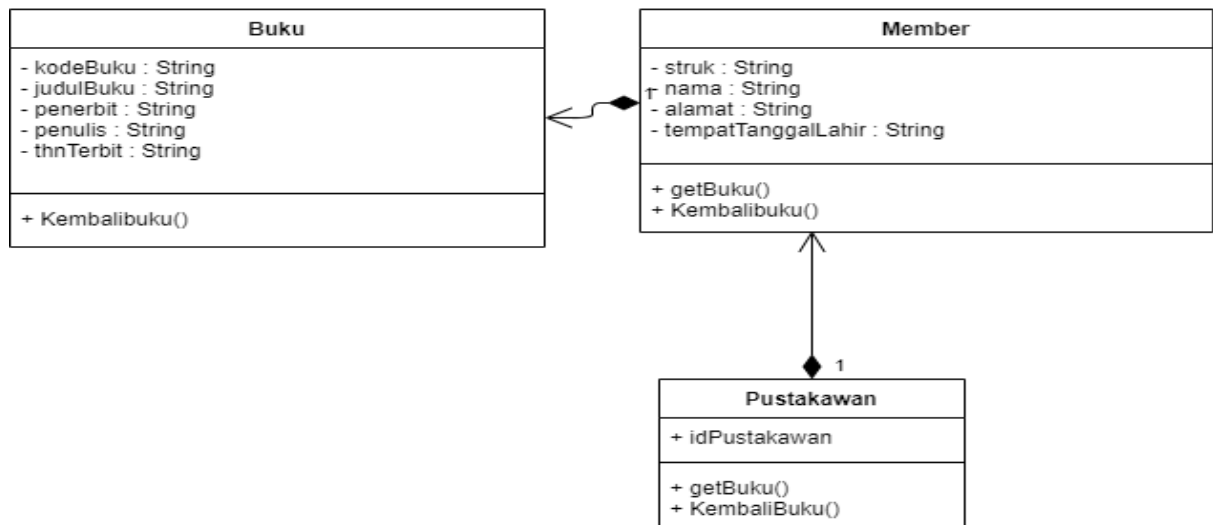 Buku
- kodeBuku : String
- judulBuku : String
- penerbit : String
- penulis : String
- thnTerbit : String
+ Kembalibuku()
1
Member
- struk : String
- nama : String
- alamat : String
- tempatTanggalLahir : String
+ getBuku()
+ Kembalibuku()
1
Pustakawan
+ idPustakawan
+ getBuku()
+ KembaliBuku()